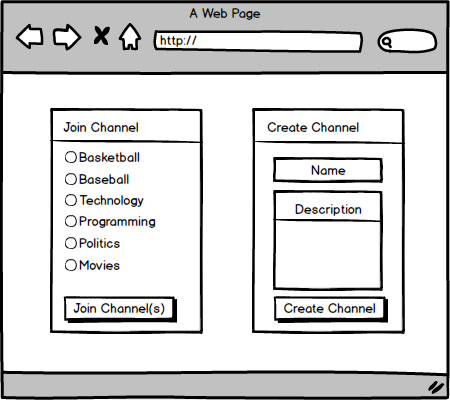 A Web Page
http://
Join Channel
Basketball
Baseball
Technology
Programming
Politics
Movies
Join Channel(s)
Create Channel
Name
Description
Create Channel